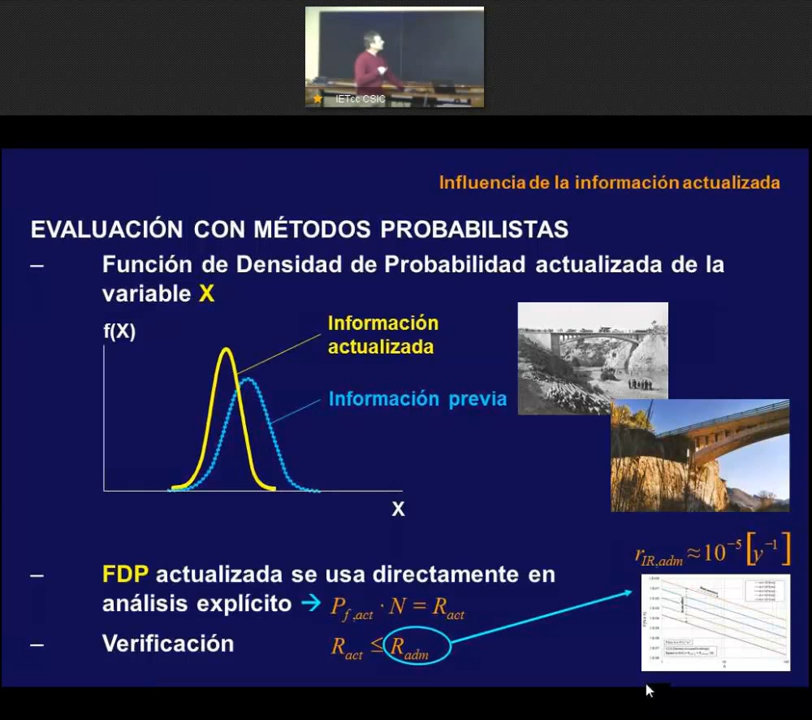 IETcc CSIC
Influencia de la información actualizada
EVALUACIÓN CON MÉTODOS PROBABILISTAS
– Función de Densidad de Probabilidad actualizada de la
variable X
f(X)
Información
actualizada
Información previa
X
r_IR,adm ≈ 10^-5 [y^-1]
– FDP actualizada se usa directamente en
análisis explícito → P_f,act · N = R_act
– Verificación R_act ≤ R_adm